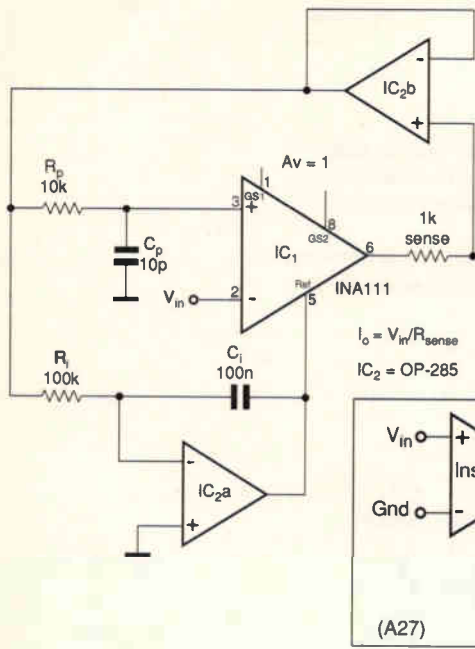 -
IC2b
+
Rp
10k
Av = 1
1
GS1
3
+
8
GS2
Cp
10p
IC1
6
1k
sense
Vin
2
-
Ref
5
INA111
Ri
100k
Ci
100n
Io = Vin/Rsense
IC2 = OP-285
-
IC2a
+
Vin
+
Ins
Gnd
-
(A27)